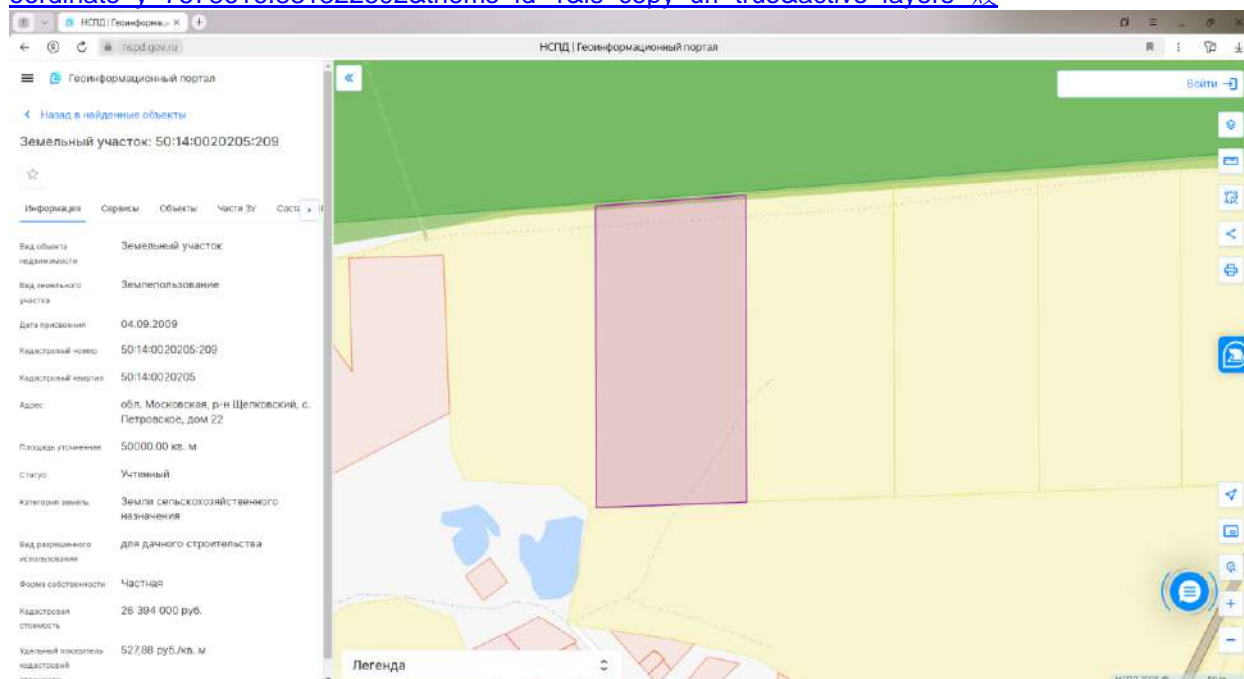 НСПД | Геоинформац
nspd.gov.ru
НСПД | Геоинформационный портал
Геоинформационный портал
Войти
Назад в найденные объекты
Земельный участок: 50:14:0020205:209
Информация Сервисы Объекты Части ЗУ
Вид объекта недвижимости
Земельный участок
Вид земельного участка
Землепользование
Дата присвоения
04.09.2009
Кадастровый номер
50:14:0020205:209
Кадастровый квартал
50:14:0020205
Адрес
обл. Московская, р-н Щелковский, с.
Петровское, дом 22
Площадь уточненная
50000.00 кв. м
Статус
Учтенный
Категория земель
Земли сельскохозяйственного
назначения
Вид разрешенного
использования
для дачного строительства
Форма собственности
Частная
Кадастровая
стоимость
26 394 000 руб.
Удельный показатель
кадастровой
527,88 руб./кв. м
Легенда